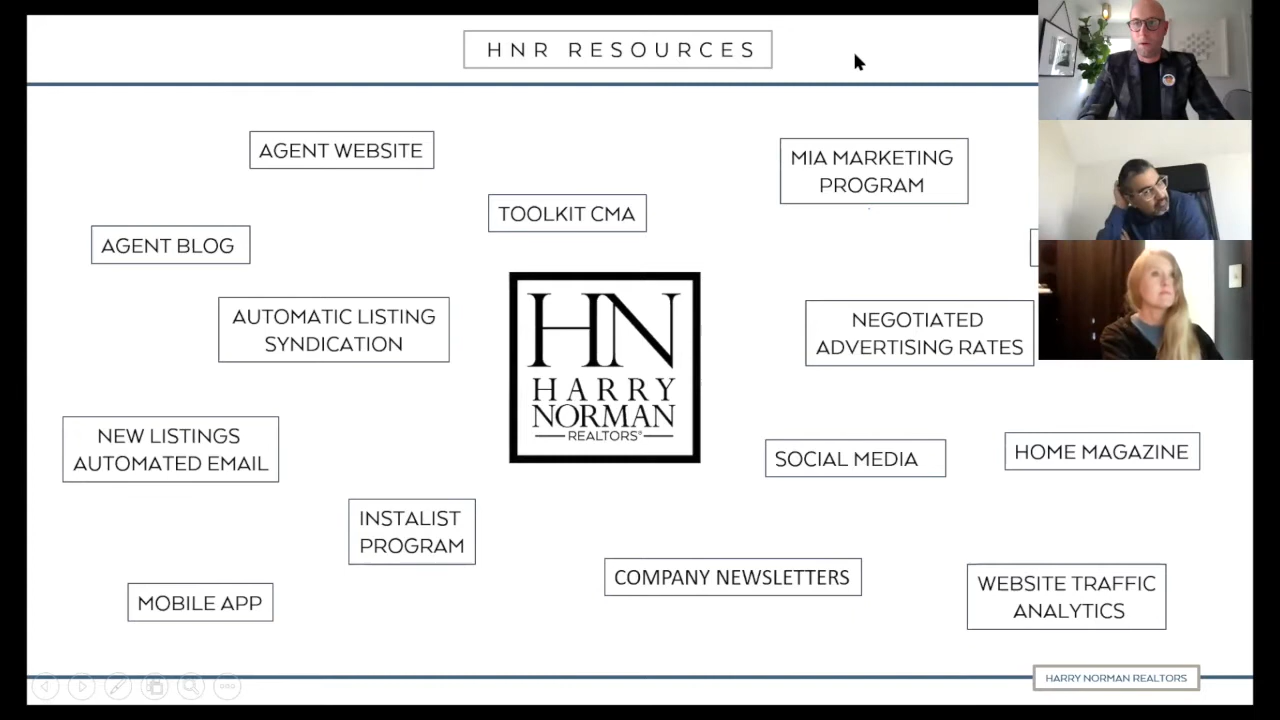 HNR RESOURCES
AGENT WEBSITE
MIA MARKETING
PROGRAM
TOOLKIT CMA
AGENT BLOG
AUTOMATIC LISTING
SYNDICATION
HN
HARRY
NORMAN
REALTORS®
NEGOTIATED
ADVERTISING RATES
NEW LISTINGS
AUTOMATED EMAIL
SOCIAL MEDIA
HOME MAGAZINE
INSTALIST
PROGRAM
COMPANY NEWSLETTERS
WEBSITE TRAFFIC
ANALYTICS
MOBILE APP
HARRY NORMAN REALTORS